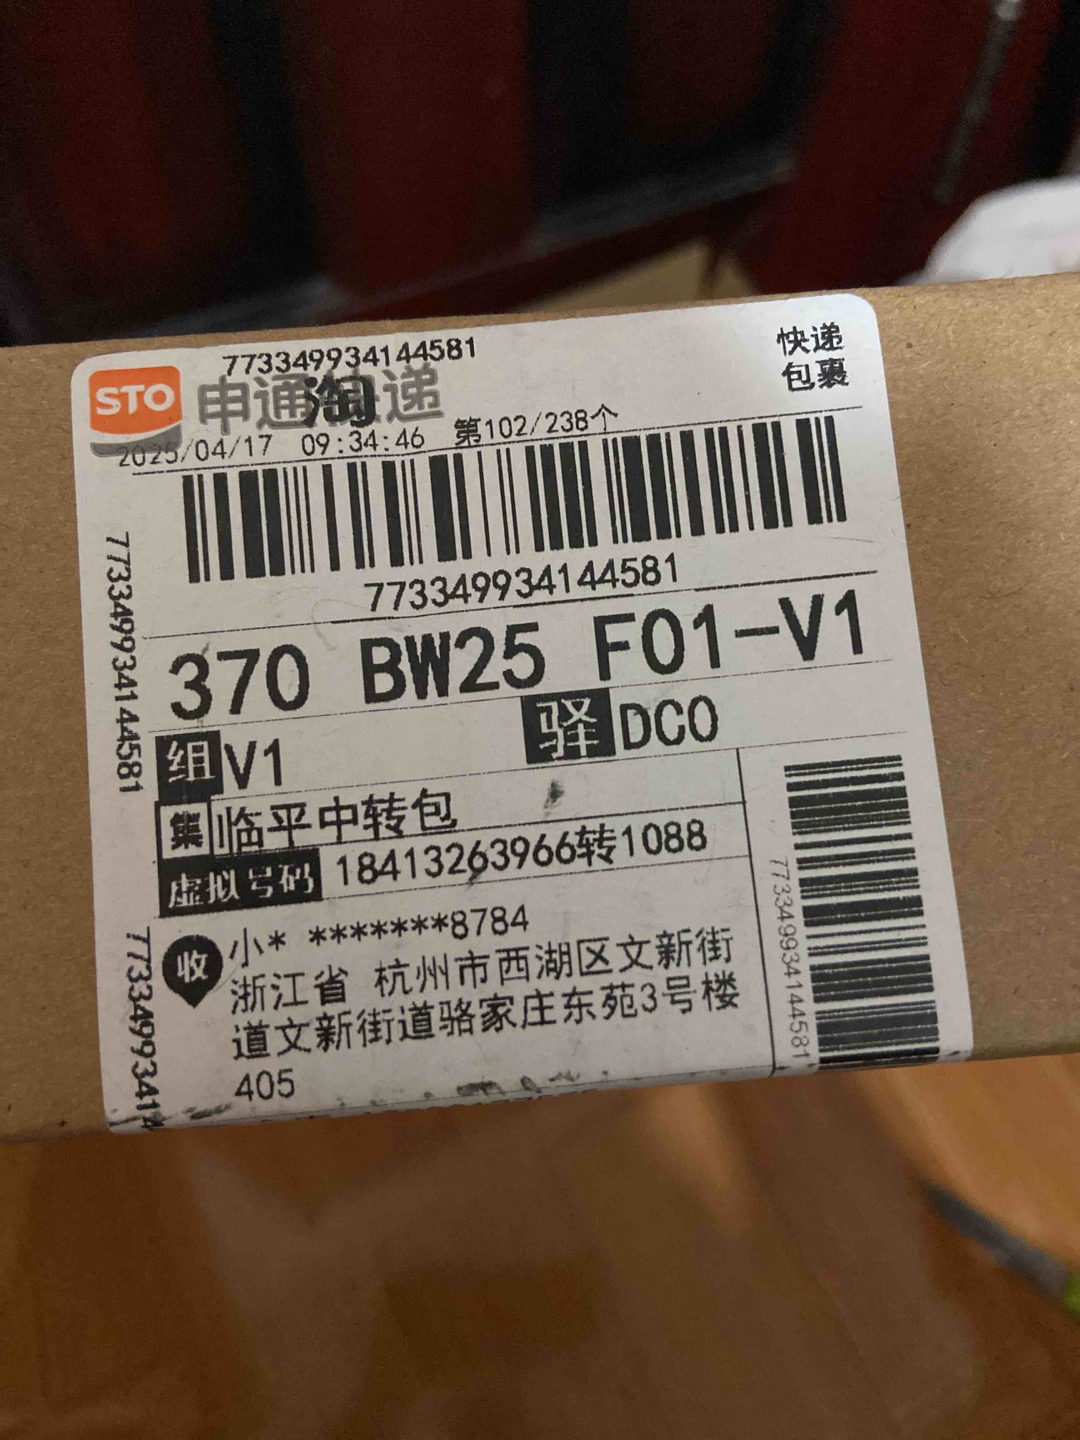 773349934144581
快递
包裹
STO
申通快递
淘
2025/04/17 09:34:46 第102/238个
773349934144581
773349934144581
370 BW25 F01-V1
组 V1
驿 DC0
集 临平中转包
虚拟号码 18413263966转1088
收 小* *******8784
浙江省 杭州市西湖区文新街
道文新街道骆家庄东苑3号楼
405
773349934144581
77334993414